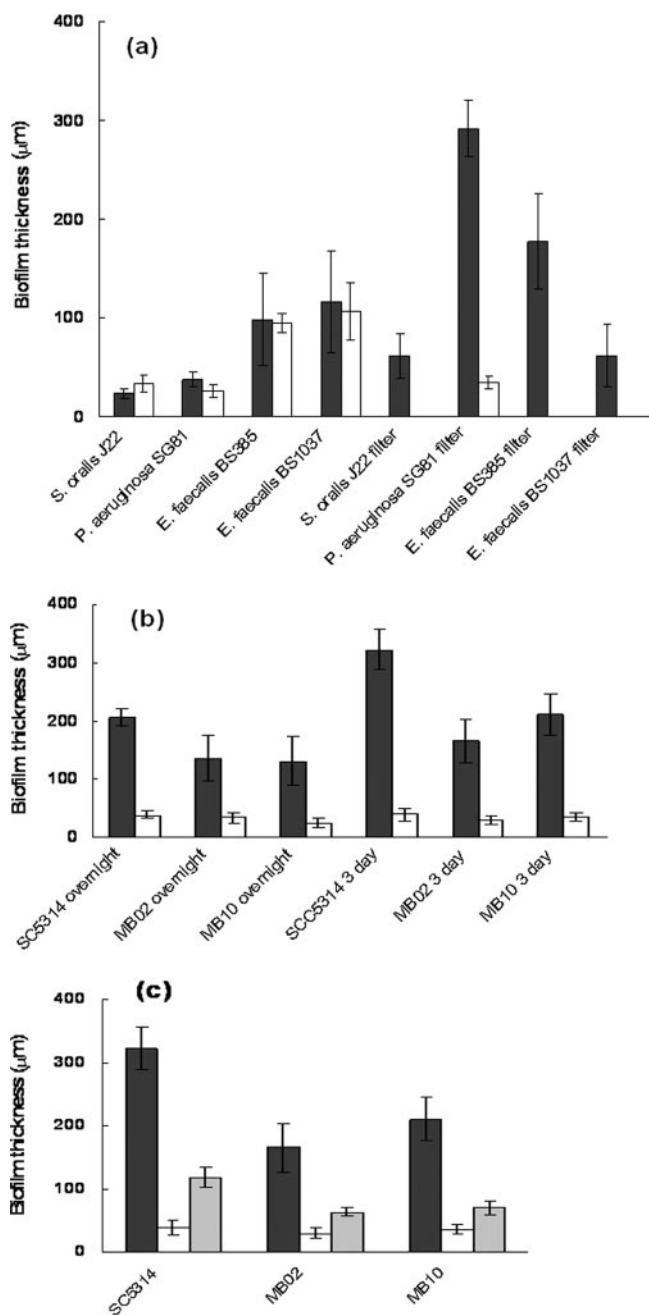 (a)
Biofilm thickness (μm)
400
300
200
100
0
S. oralis J22
P. aeruginosa SG81
E. faecalis BS385
E. faecalis BS1037
S. oralis J22 filter
P. aeruginosa SG81 filter
E. faecalis BS385 filter
E. faecalis BS1037 filter
(b)
Biofilm thickness (μm)
400
300
200
100
0
SC5314 overnight
MB02 overnight
MB10 overnight
SCC5314 3 day
MB02 3 day
MB10 3 day
(c)
Biofilm thickness (μm)
400
300
200
100
0
SC5314
MB02
MB10